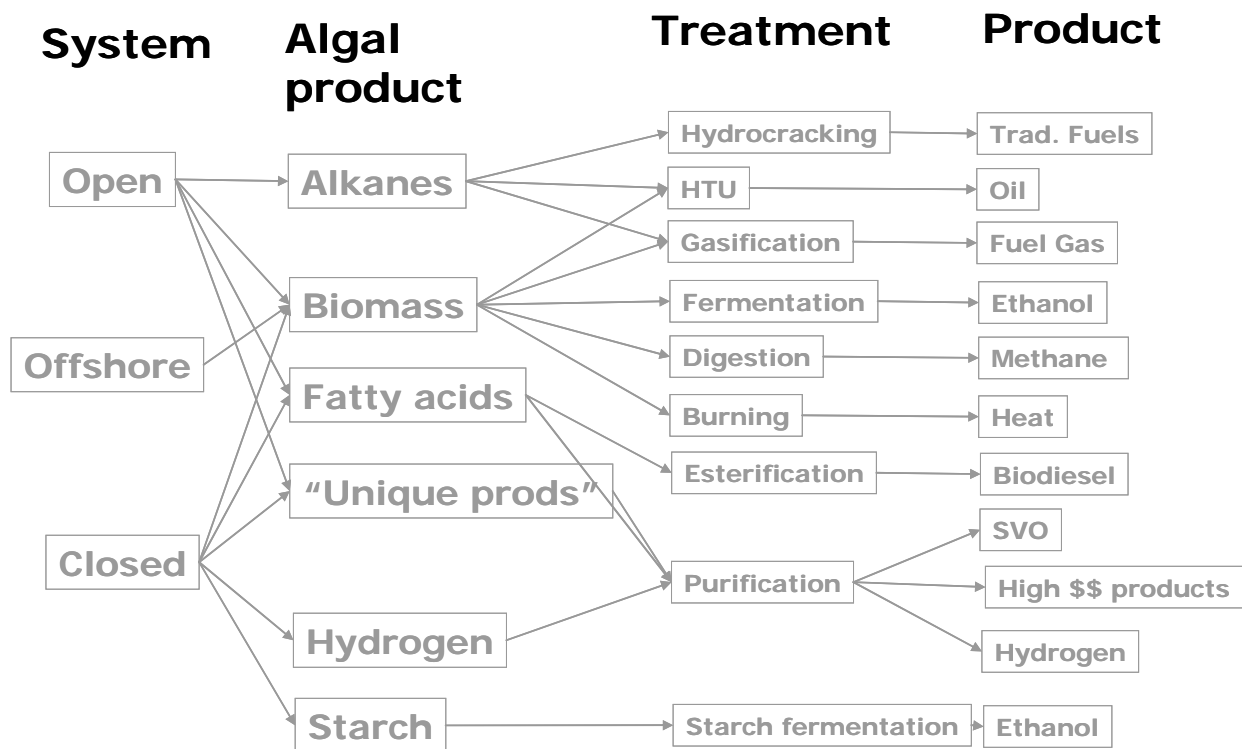 System
Algal
product
Treatment
Product
Open
Offshore
Closed
Alkanes
Biomass
Fatty acids
“Unique prods”
Hydrogen
Starch
Hydrocracking
HTU
Gasification
Fermentation
Digestion
Burning
Esterification
Purification
Starch fermentation
Trad. Fuels
Oil
Fuel Gas
Ethanol
Methane
Heat
Biodiesel
SVO
High $$ products
Hydrogen
Ethanol